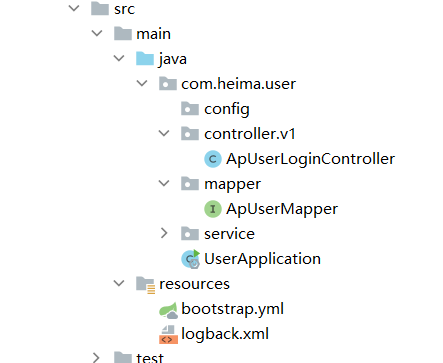 src
main
java
com.heima.user
config
controller.v1
C ApUserLoginController
mapper
I ApUserMapper
service
UserApplication
resources
bootstrap.yml
logback.xml
test